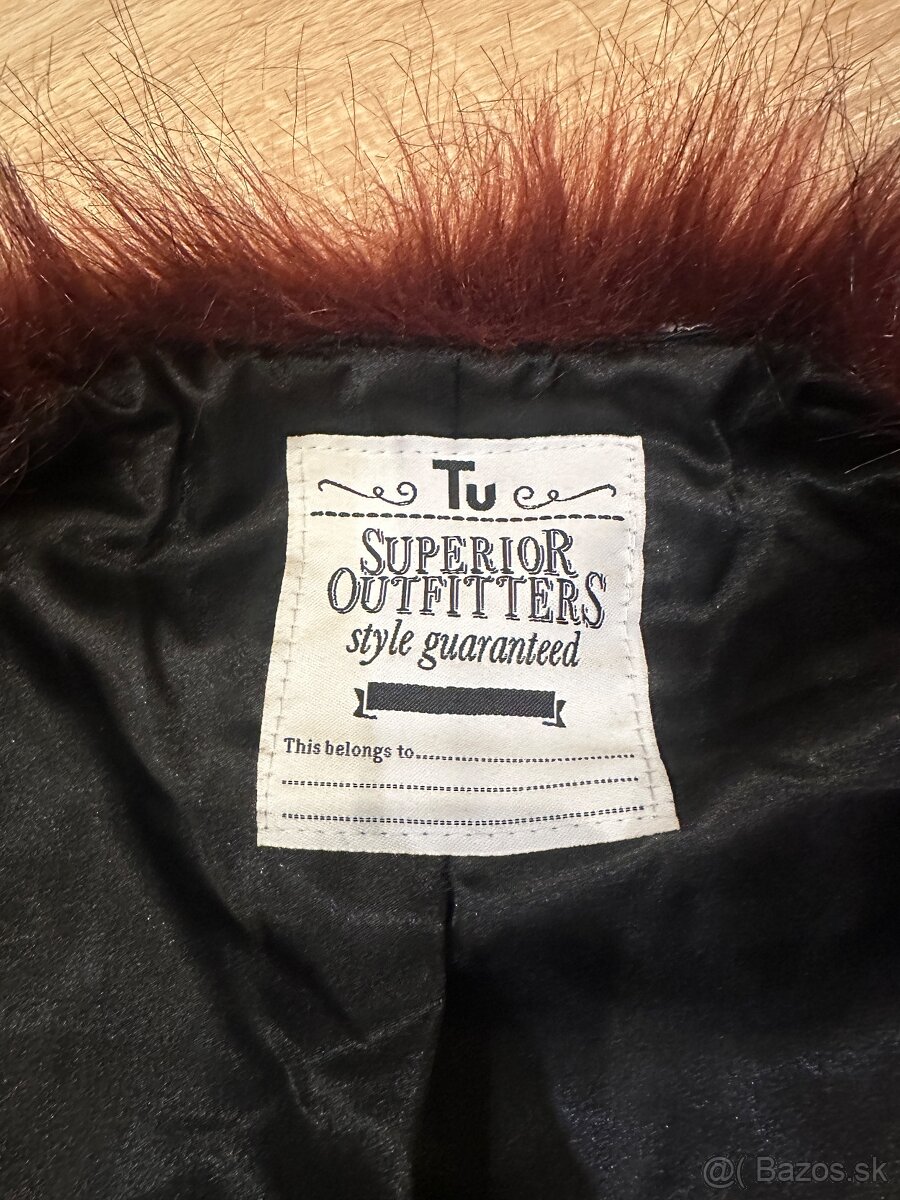 Tu
SUPERIOR
OUTFITTERS
style guaranteed
This belongs to
@( Bazos.sk